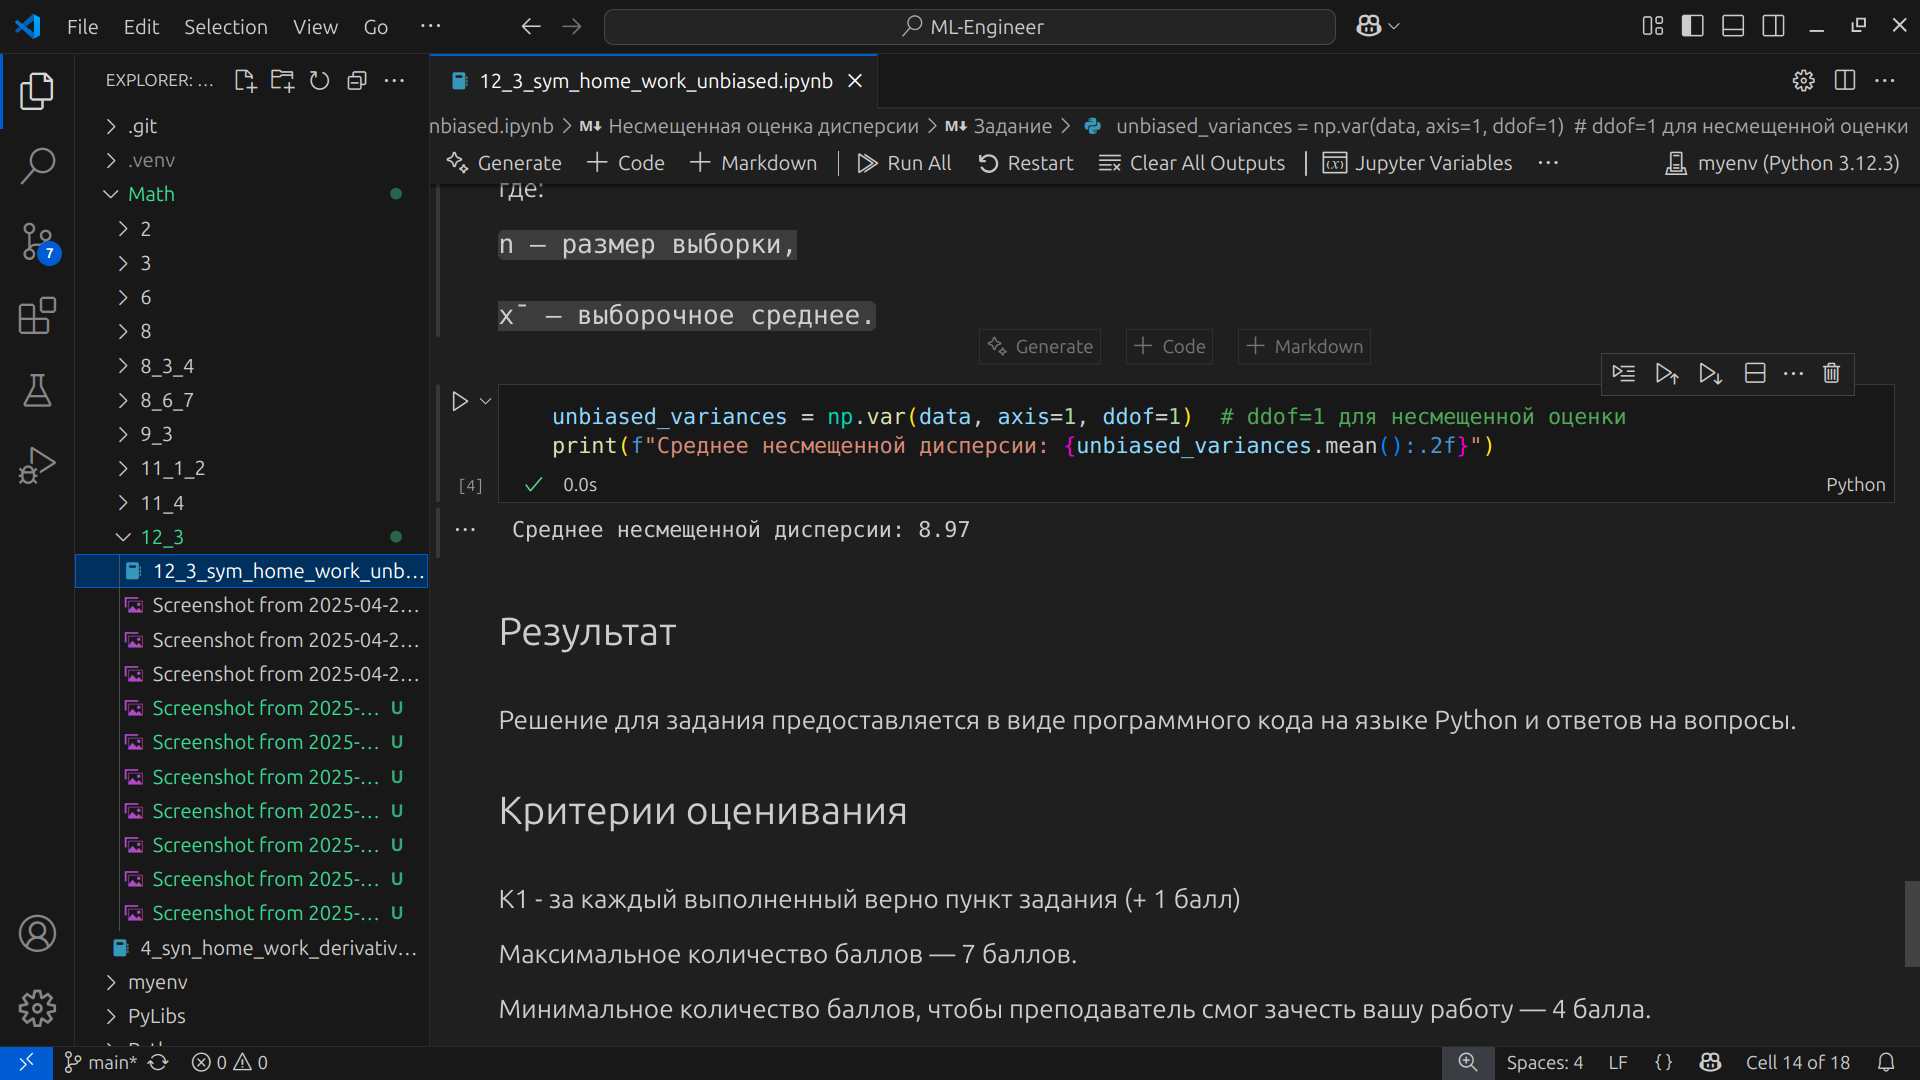 File Edit Selection View Go ···
ML-Engineer
EXPLORER: ...
12_3_sym_home_work_unbiased.ipynb
.git
nbiased.ipynb > M↓ Несмещенная оценка дисперсии > M↓ Задание > unbiased_variances = np.var(data, axis=1, ddof=1) # ddof=1 для несмещенной оценки
.venv
Generate + Code + Markdown | Run All Restart Clear All Outputs | Jupyter Variables ··· myenv (Python 3.12.3)
Math
2
3
6
8
8_3_4
8_6_7
9_3
11_1_2
11_4
12_3
12_3_sym_home_work_unb...
Screenshot from 2025-04-2...
Screenshot from 2025-04-2...
Screenshot from 2025-04-2...
Screenshot from 2025-... U
Screenshot from 2025-... U
Screenshot from 2025-... U
Screenshot from 2025-... U
Screenshot from 2025-... U
Screenshot from 2025-... U
Screenshot from 2025-... U
4_syn_home_work_derivativ...
myenv
PyLibs
7
где:
n — размер выборки,
xˉ — выборочное среднее.
Generate + Code + Markdown
unbiased_variances = np.var(data, axis=1, ddof=1)  # ddof=1 для несмещенной оценки
print(f"Среднее несмещенной дисперсии: {unbiased_variances.mean():.2f}")
[4] 0.0s Python
Среднее несмещенной дисперсии: 8.97
Результат
Решение для задания предоставляется в виде программного кода на языке Python и ответов на вопросы.
Критерии оценивания
К1 - за каждый выполненный верно пункт задания (+ 1 балл)
Максимальное количество баллов — 7 баллов.
Минимальное количество баллов, чтобы преподаватель смог зачесть вашу работу — 4 балла.
main* 0 0 Spaces: 4 LF {} Cell 14 of 18